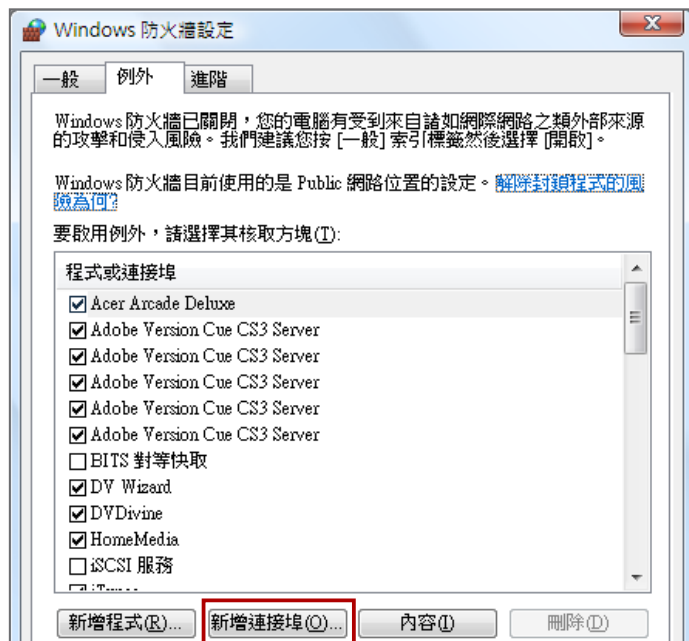 Windows 防火牆設定
一般 例外 進階
Windows 防火牆已關閉，您的電腦有受到來自諸如網際網路之類外部來源
的攻擊和侵入風險。我們建議您按 [一般] 索引標籤然後選擇 [開啟]。
Windows 防火牆目前使用的是 Public 網路位置的設定。解除封鎖程式的風
險為何?
要啟用例外，請選擇其核取方塊(T):
程式或連接埠
Acer Arcade Deluxe
Adobe Version Cue CS3 Server
Adobe Version Cue CS3 Server
Adobe Version Cue CS3 Server
Adobe Version Cue CS3 Server
Adobe Version Cue CS3 Server
BITS 對等快取
DV Wizard
DVDivine
HomeMedia
iSCSI 服務
新增程式(R)... 新增連接埠(O)... 內容(I) 刪除(D)